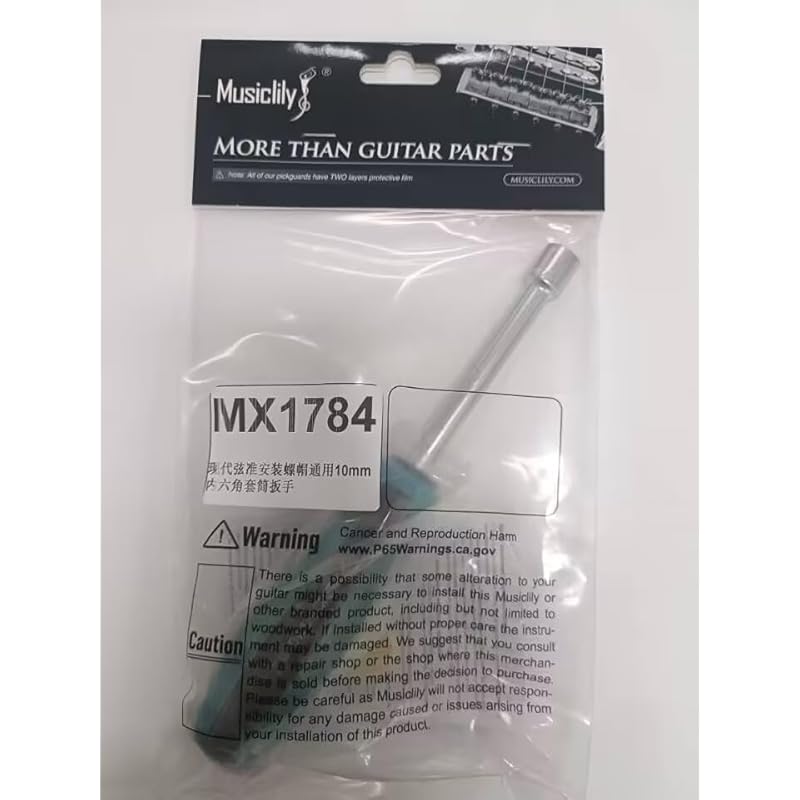 Musiclily ®
MORE THAN GUITAR PARTS
Note: All of our pickguards have TWO layers protective film
MUSICLILY.COM
MX1784
现代弦准安装螺帽通用10mm
内六角套筒扳手
Warning
Cancer and Reproduction Harm
www.P65Warnings.ca.gov
Caution
There is a possibility that some alteration to your
guitar might be necessary to install this Musiclily or
other branded product, including but not limited to
woodwork. If Installed without proper care the instru-
ment may be damaged. We suggest that you consult
with a repair shop or the shop where this merchan-
dise is sold before making the decision to purchase.
Please be careful as Musiclily will not accept respon-
sibility for any damage caused or issues arising from
your installation of this product.